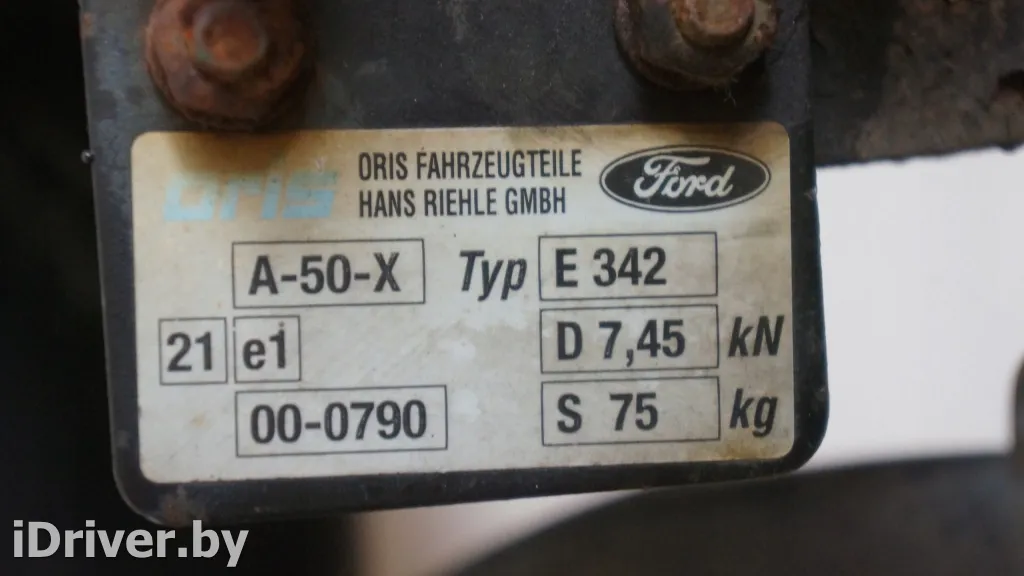 oris
ORIS FAHRZEUGTEILE
HANS RIEHLE GMBH
Ford
A-50-X Typ E 342
21 e1 D 7,45 kN
00-0790 S 75 kg
iDriver.by